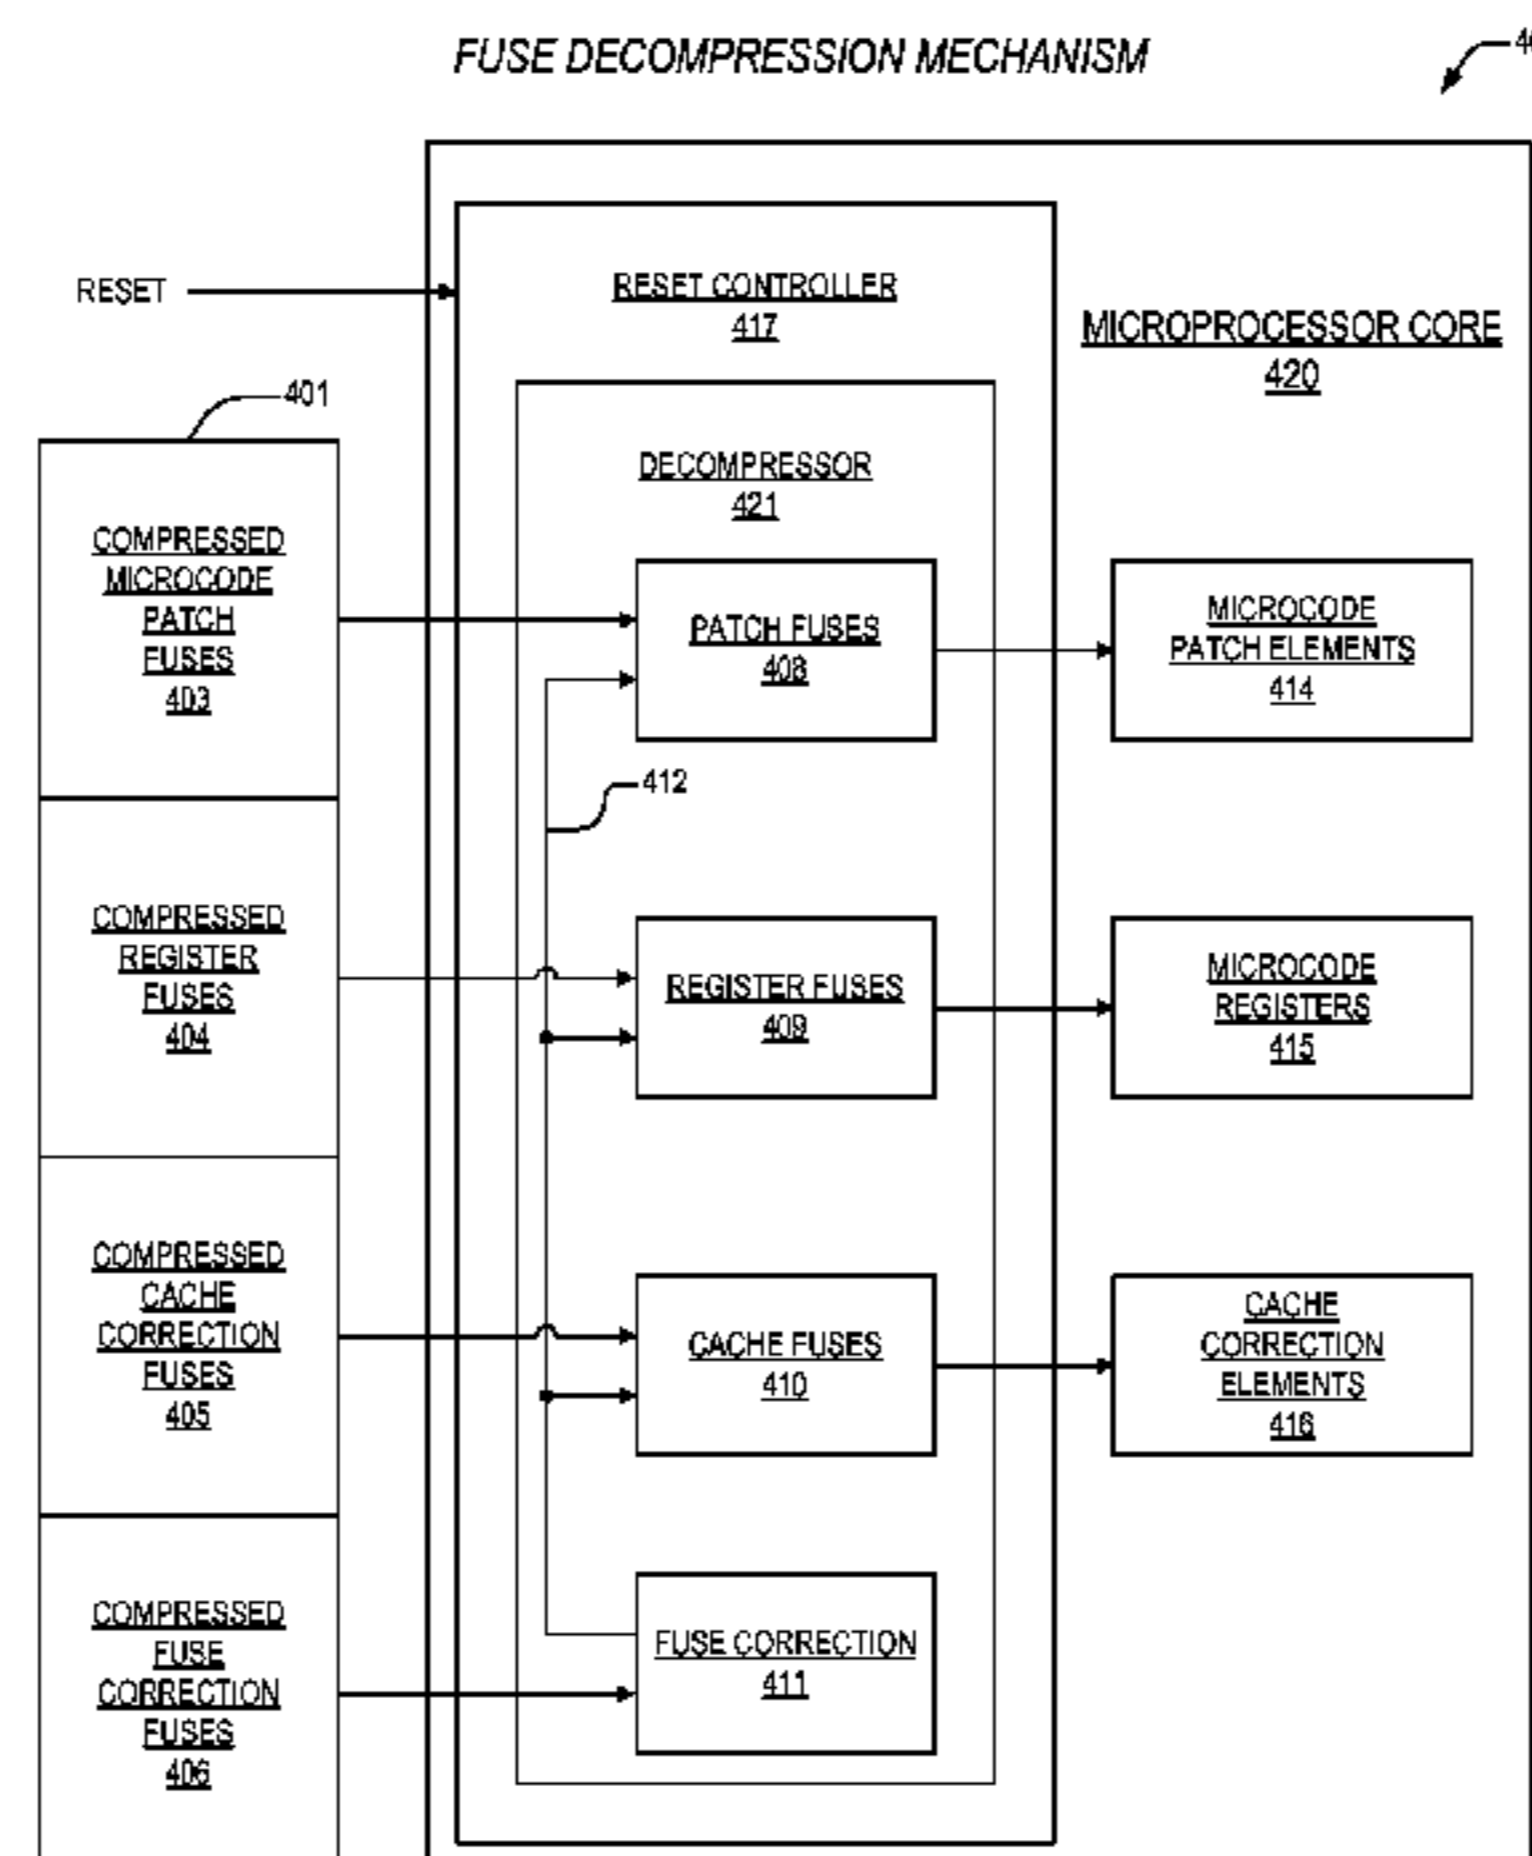 FUSE DECOMPRESSION MECHANISM
RESET
RESET CONTROLLER
417
MICROPROCESSOR CORE
420
401
DECOMPRESSOR
421
COMPRESSED
MICROCODE
PATCH
FUSES
403
PATCH FUSES
408
MICROCODE
PATCH ELEMENTS
414
412
COMPRESSED
REGISTER
FUSES
404
REGISTER FUSES
409
MICROCODE
REGISTERS
415
COMPRESSED
CACHE
CORRECTION
FUSES
405
CACHE FUSES
410
CACHE
CORRECTION
ELEMENTS
416
COMPRESSED
FUSE
CORRECTION
FUSES
406
FUSE CORRECTION
411